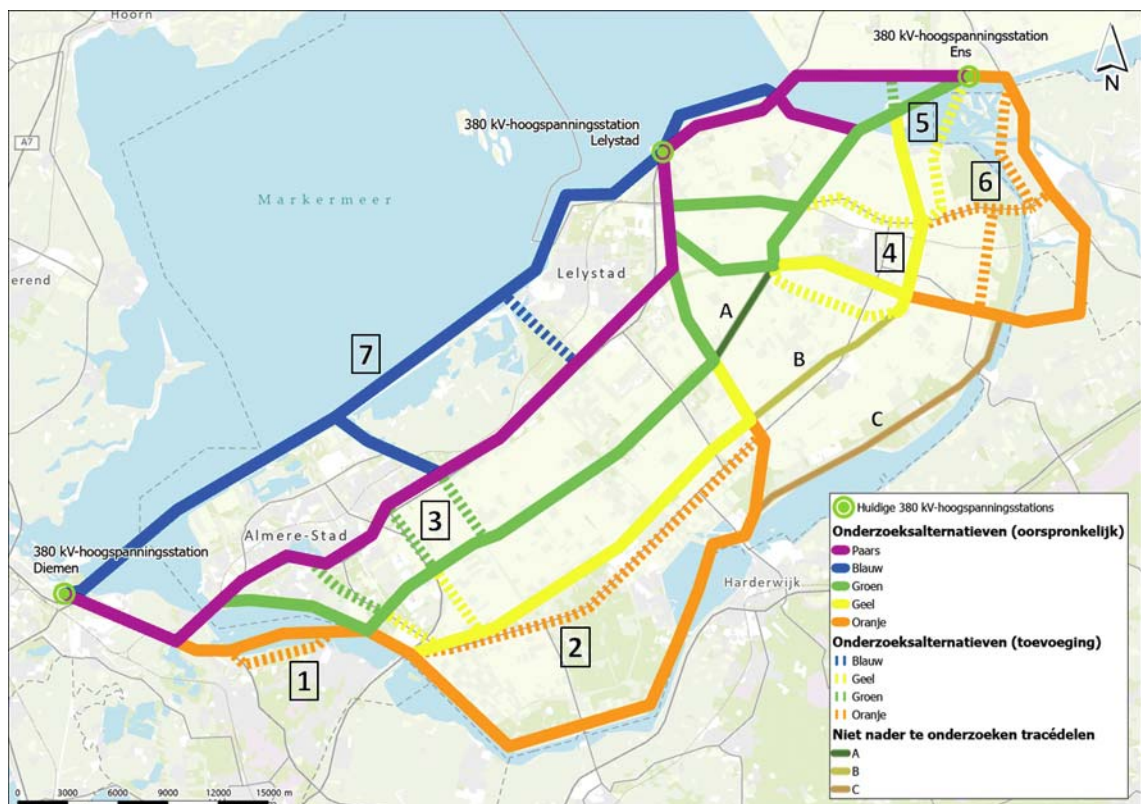 Hoorn
380 kV-hoogspanningsstation
Ens
N
A7
380 kV-hoogspanningsstation
Lelystad
5
6
Markermeer
erend
4
Lelystad
A
7
B
C
3
Almere-Stad
380 kV-hoogspanningsstation
Diemen
Harderwijk
2
1
Huidige 380 kV-hoogspanningsstations
Onderzoeksalternatieven (oorspronkelijk)
Paars
Blauw
Groen
Geel
Oranje
Onderzoeksalternatieven (toevoeging)
Blauw
Geel
Groen
Oranje
Niet nader te onderzoeken tracédelen
A
B
C
0 3000 6000 12000 15000 m